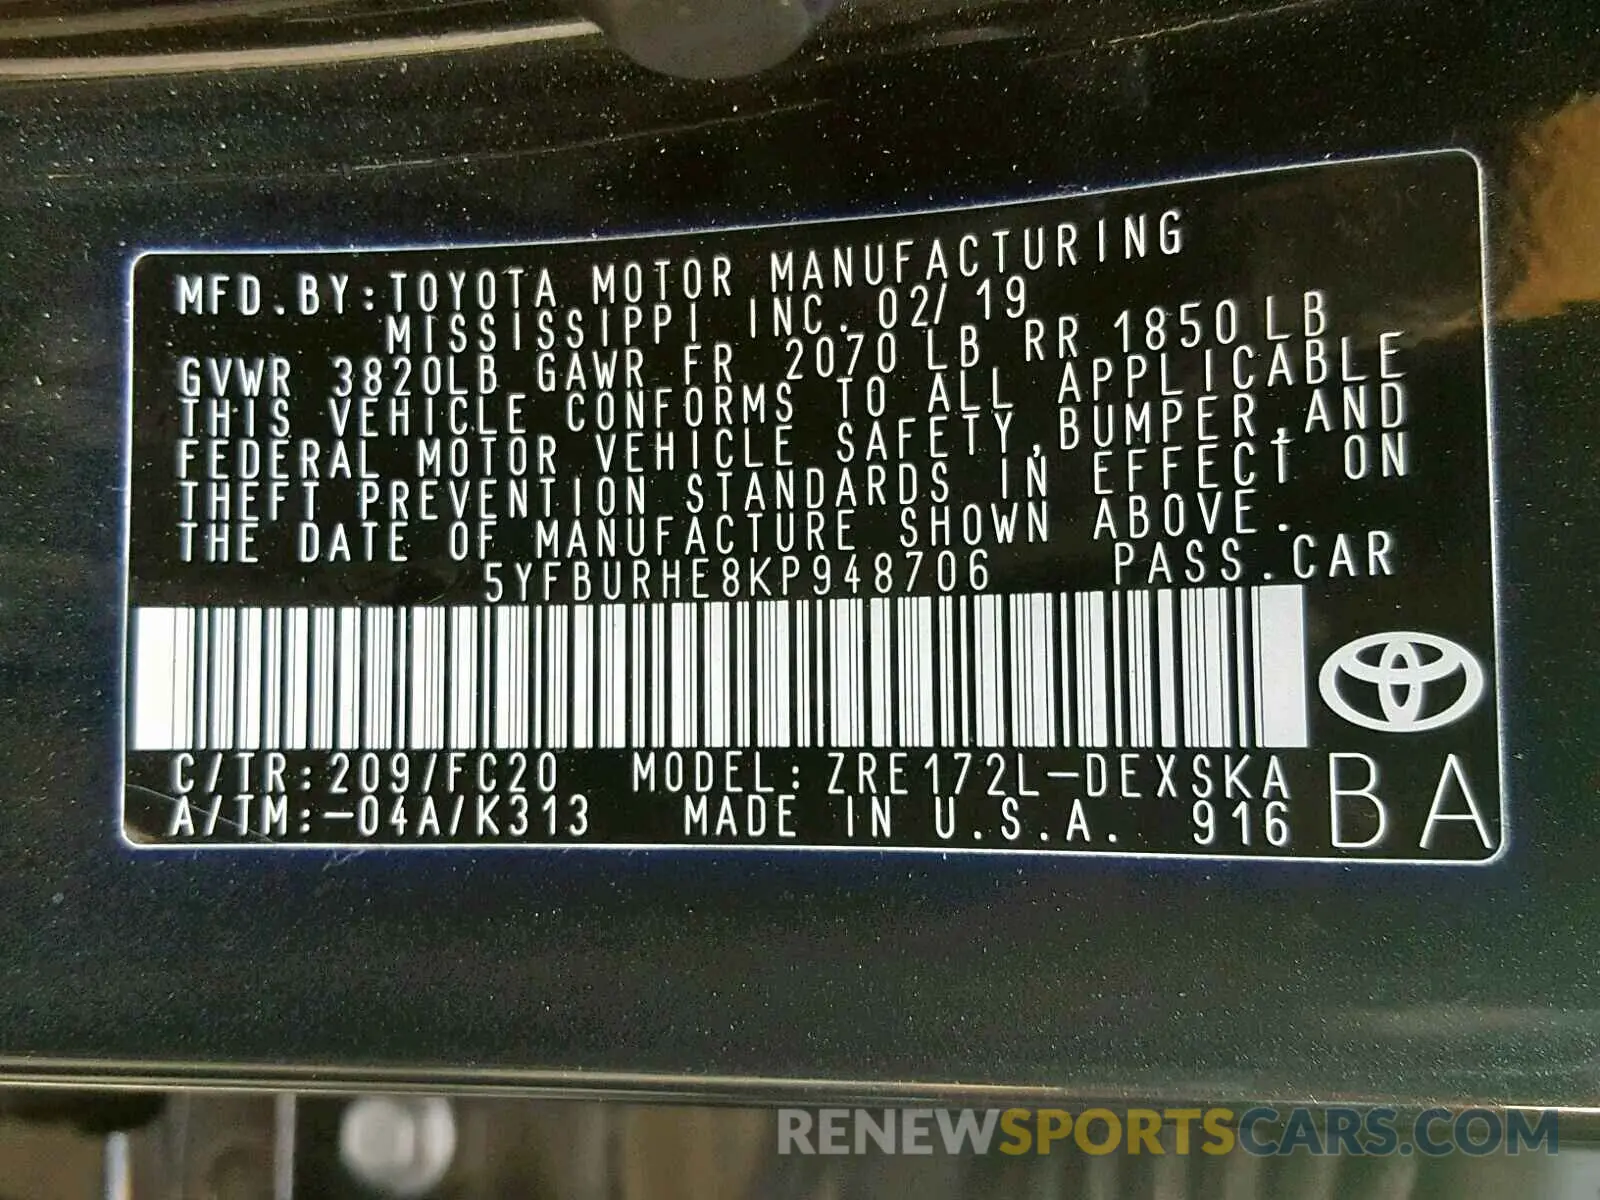 MFD.BY:TOYOTA MOTOR MANUFACTURING
MISSISSIPPI INC. 02/19
GVWR 3820LB GAWR FR 2070LB RR 1850LB
THIS VEHICLE CONFORMS TO ALL APPLICABLE
FEDERAL MOTOR VEHICLE SAFETY,BUMPER,AND
THEFT PREVENTION STANDARDS IN EFFECT ON
THE DATE OF MANUFACTURE SHOWN ABOVE.
5YFBURHE8KP948706 PASS.CAR
C/TR:209/FC20 MODEL:ZRE172L-DEXSKA
A/TM:-04A/K313 MADE IN U.S.A. 916
BA
RENEWSPORTSCARS.COM